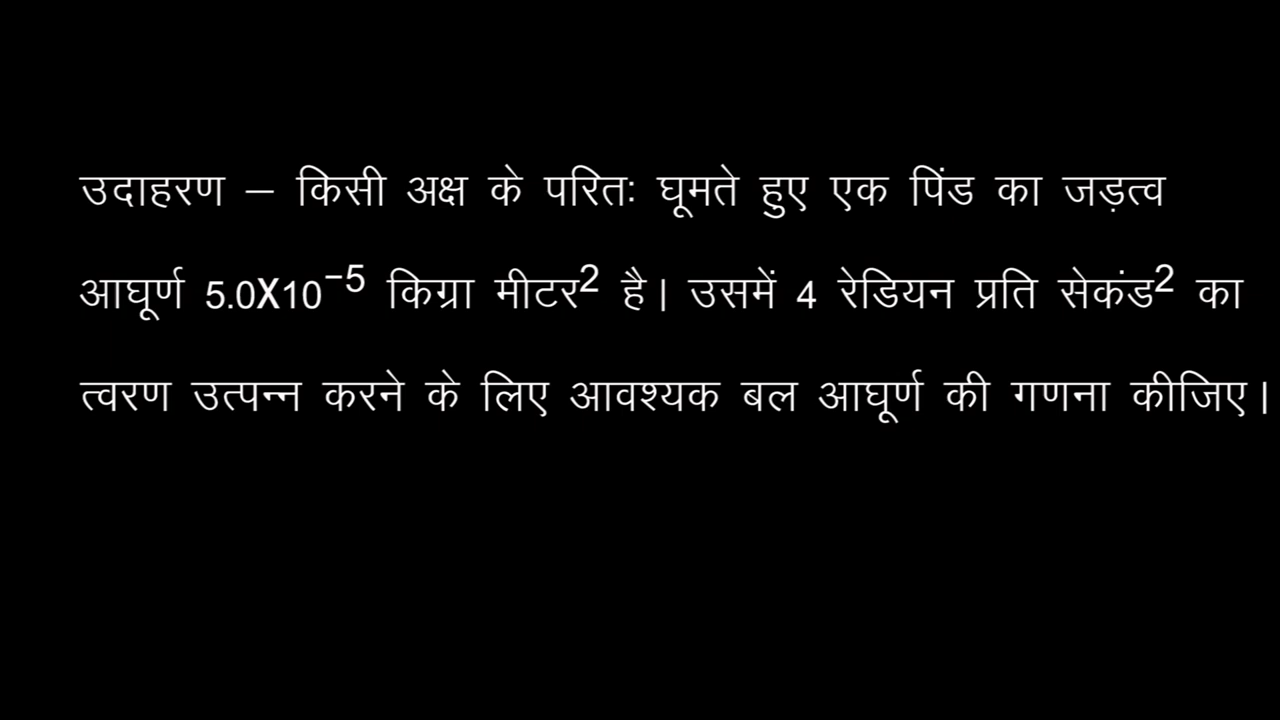 उदाहरण – किसी अक्ष के परितः घूमते हुए एक पिंड का जड़त्व
आघूर्ण 5.0X10⁻⁵ किग्रा मीटर² है। उसमें 4 रेडियन प्रति सेकंड² का
त्वरण उत्पन्न करने के लिए आवश्यक बल आघूर्ण की गणना कीजिए।